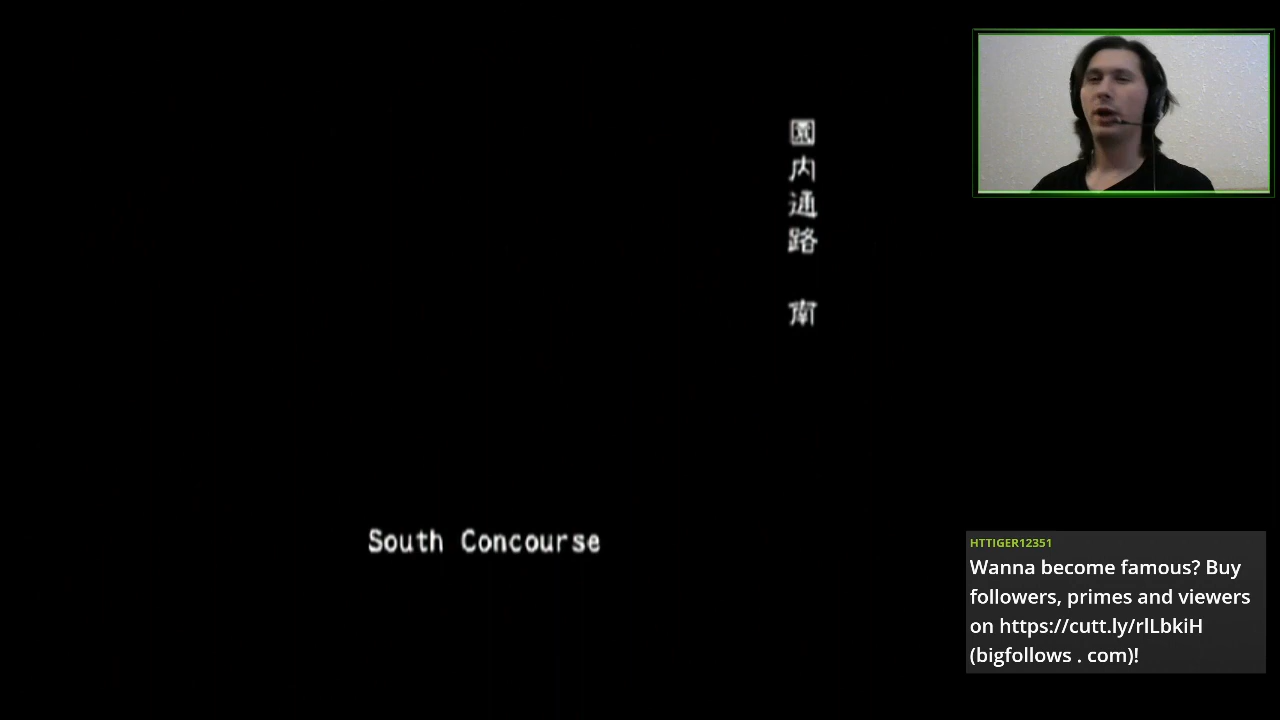 園内通路 南
South Concourse
HTTIGER12351
Wanna become famous? Buy
followers, primes and viewers
on https://cutt.ly/rlLbkiH
(bigfollows . com)!